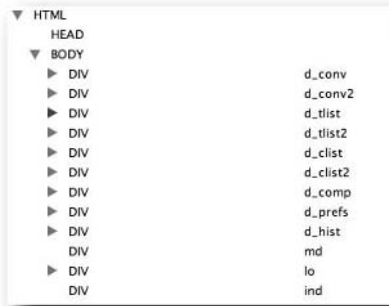 HTML
HEAD
BODY
DIV d_conv
DIV d_conv2
DIV d_tlist
DIV d_tlist2
DIV d_clist
DIV d_clist2
DIV d_comp
DIV d_prefs
DIV d_hist
DIV md
DIV lo
DIV ind